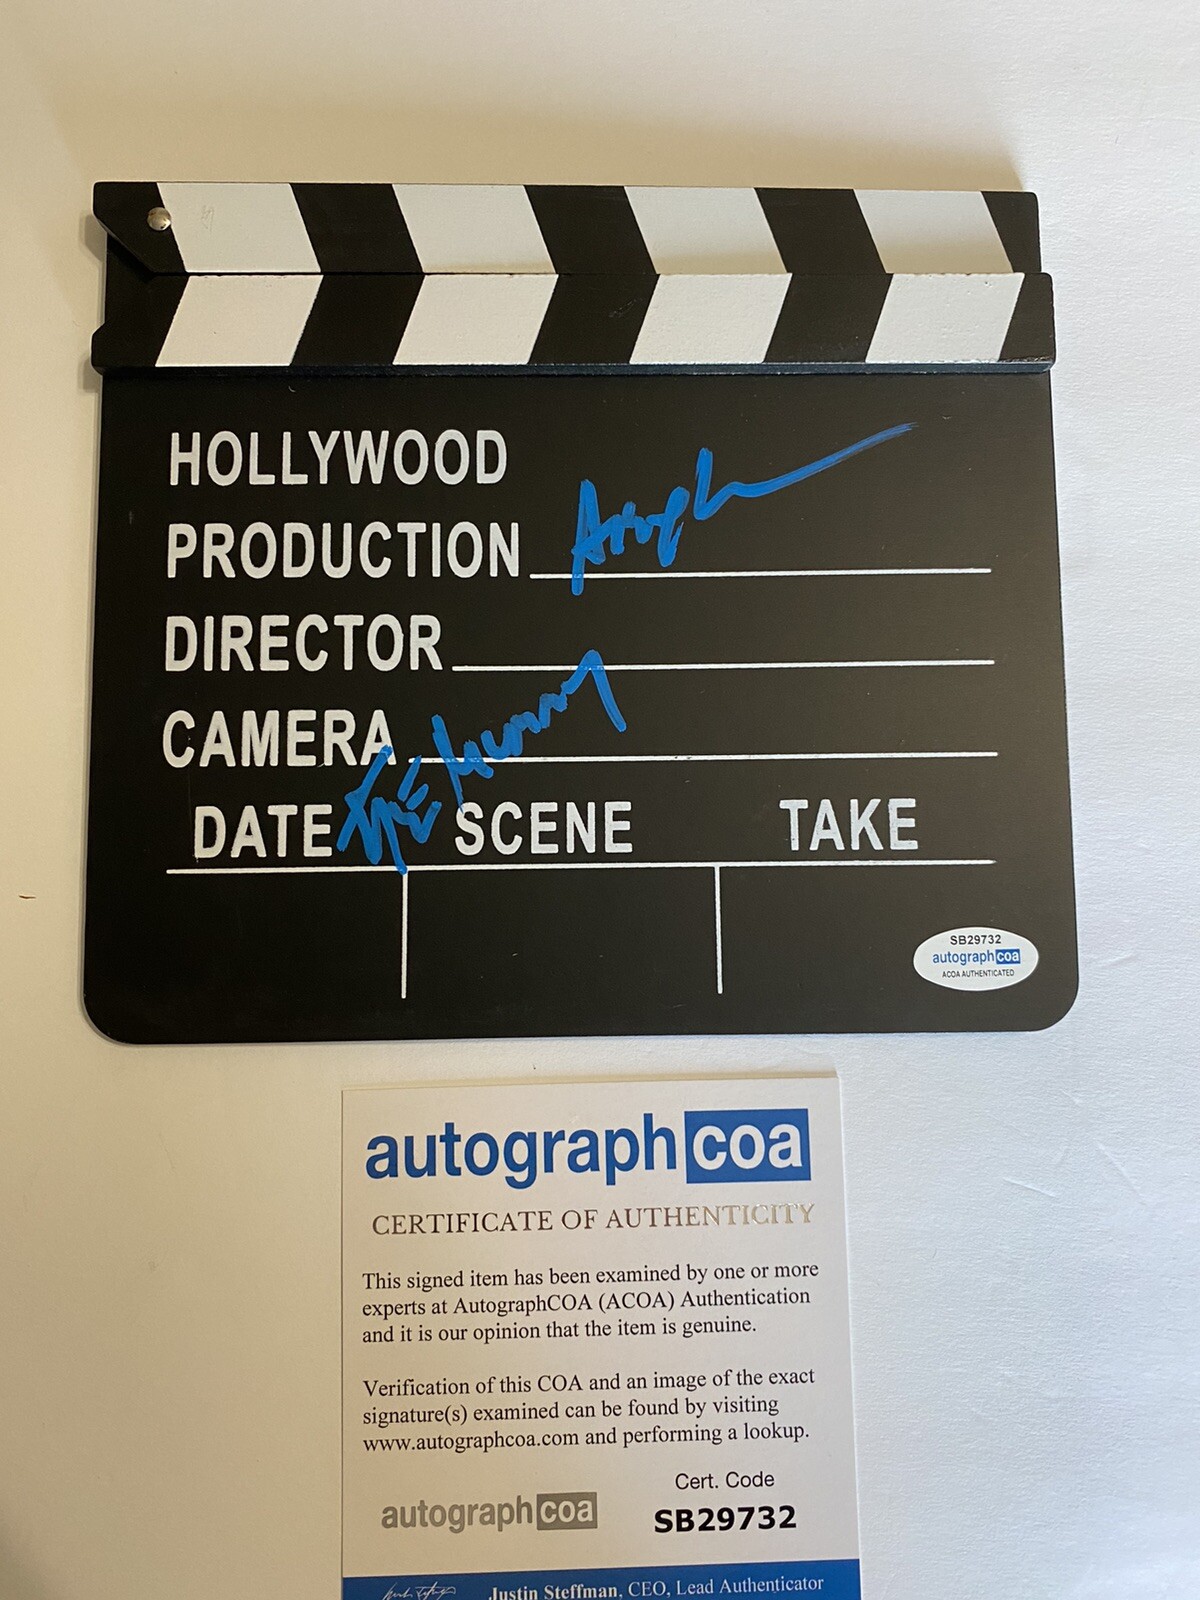 HOLLYWOOD
PRODUCTION
DIRECTOR
CAMERA
DATE SCENE TAKE
SB29732
autographcoa
ACOA AUTHENTICATED
autographcoa
CERTIFICATE OF AUTHENTICITY
This signed item has been examined by one or more
experts at AutographCOA (ACOA) Authentication
and it is our opinion that the item is genuine.
Verification of this COA and an image of the exact
signature(s) examined can be found by visiting
www.autographcoa.com and performing a lookup.
Cert. Code
autographcoa SB29732
Justin Steffman, CEO, Lead Authenticator